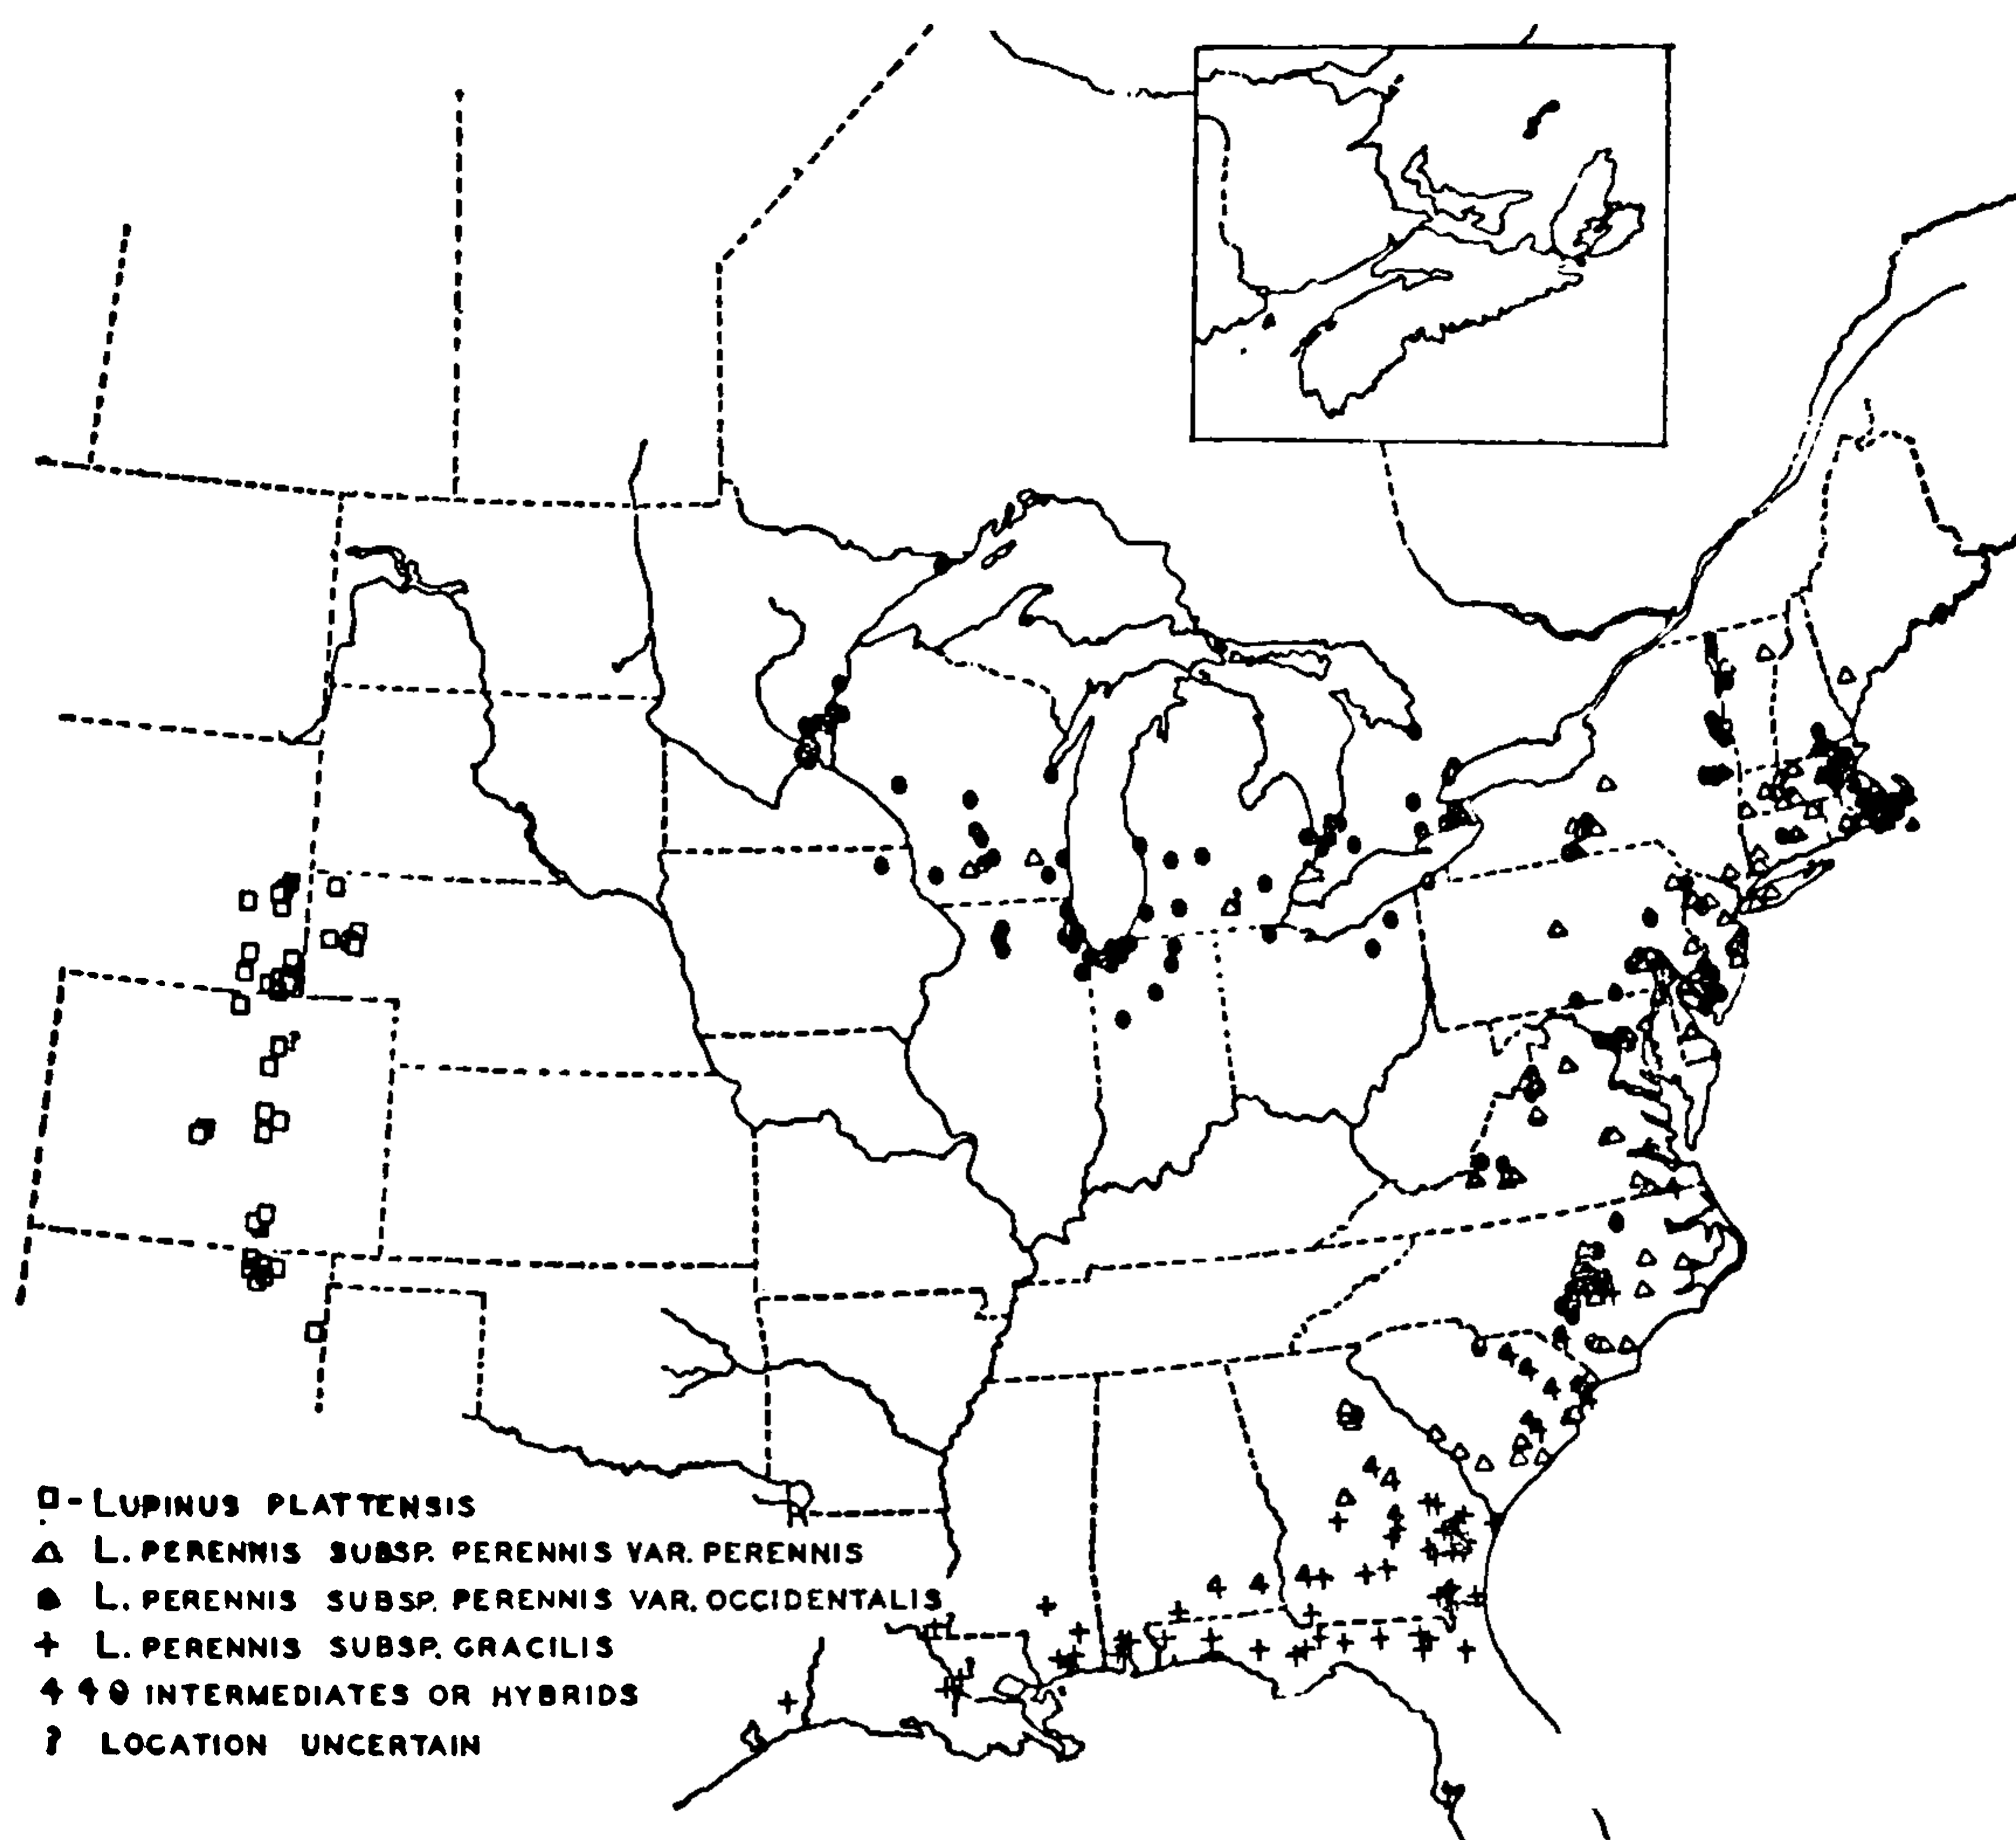 - LUPINUS PLATTENSIS
L. PERENNIS SUBSP. PERENNIS VAR. PERENNIS
L. PERENNIS SUBSP. PERENNIS VAR. OCCIDENTALIS
+ L. PERENNIS SUBSP. GRACILIS
INTERMEDIATES OR HYBRIDS
? LOCATION UNCERTAIN